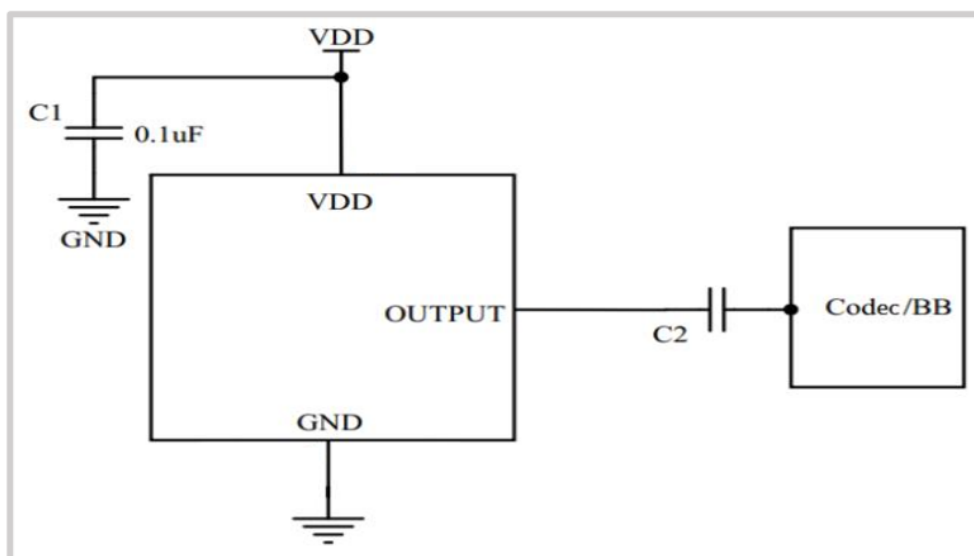 VDD
C1
0.1uF
GND
VDD
OUTPUT
C2
Codec/BB
GND